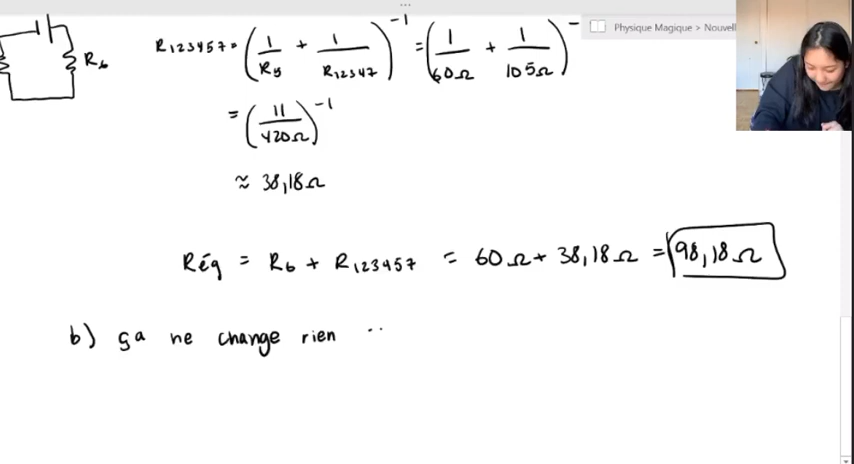 Physique Magique > Nouvell
R₆
R₁₂₃₄₅₇ = (1/R₅ + 1/R₁₂₃₄₇)⁻¹ = (1/60Ω + 1/105Ω)⁻
= (11/420Ω)⁻¹
≈ 38,18Ω
Réq = R₆ + R₁₂₃₄₅₇ = 60Ω + 38,18Ω = 98,18Ω
b) ça ne change rien